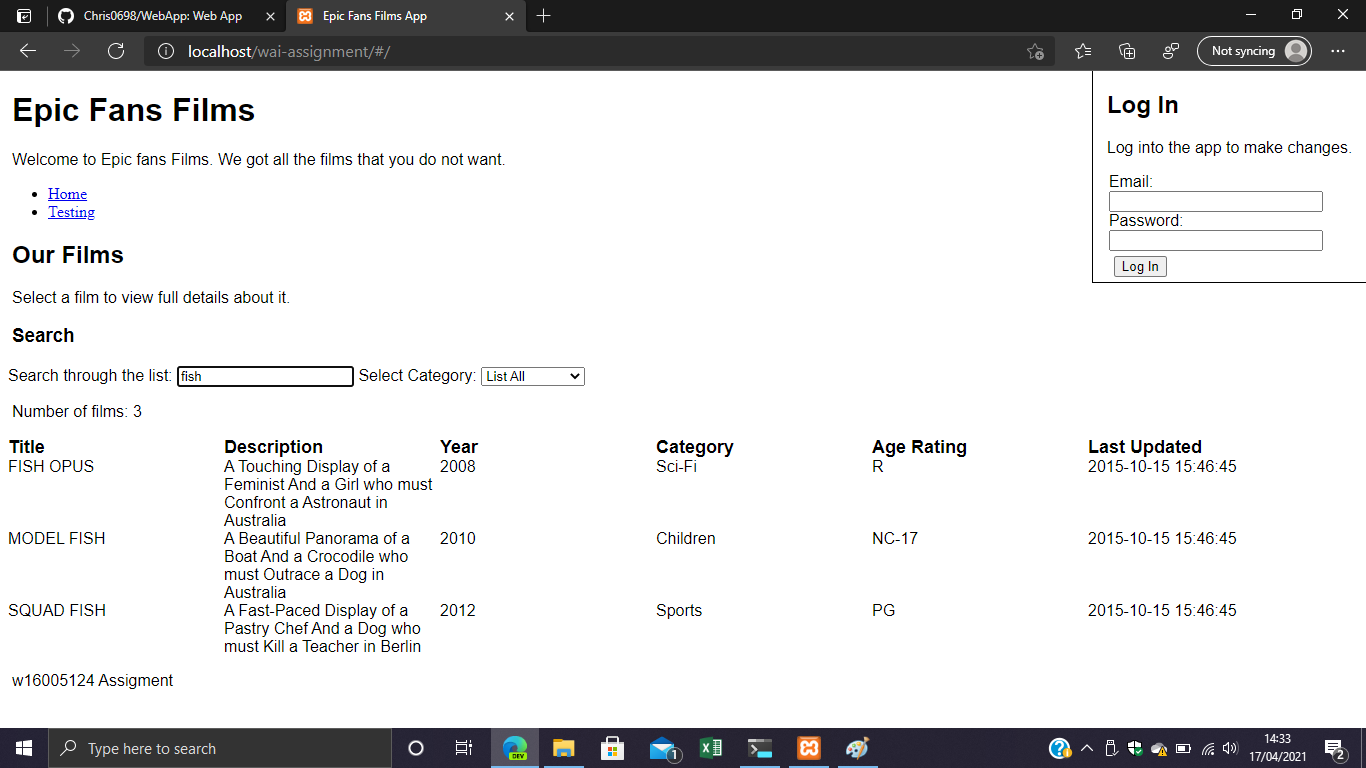 Chris0698/WebApp: Web App
Epic Fans Films App
localhost/wai-assignment/#/
Not syncing
Epic Fans Films
Welcome to Epic fans Films. We got all the films that you do not want.
Home
Testing
Our Films
Select a film to view full details about it.
Search
Search through the list: fish Select Category: List All
Number of films: 3
Log In
Log into the app to make changes.
Email:
Password:
Log In
Title Description Year Category Age Rating Last Updated
FISH OPUS A Touching Display of a 2008 Sci-Fi R 2015-10-15 15:46:45
Feminist And a Girl who must
Confront a Astronaut in
Australia
MODEL FISH A Beautiful Panorama of a 2010 Children NC-17 2015-10-15 15:46:45
Boat And a Crocodile who
must Outrace a Dog in
Australia
SQUAD FISH A Fast-Paced Display of a 2012 Sports PG 2015-10-15 15:46:45
Pastry Chef And a Dog who
must Kill a Teacher in Berlin
w16005124 Assigment
Type here to search
DEV
1
14:33
17/04/2021
2